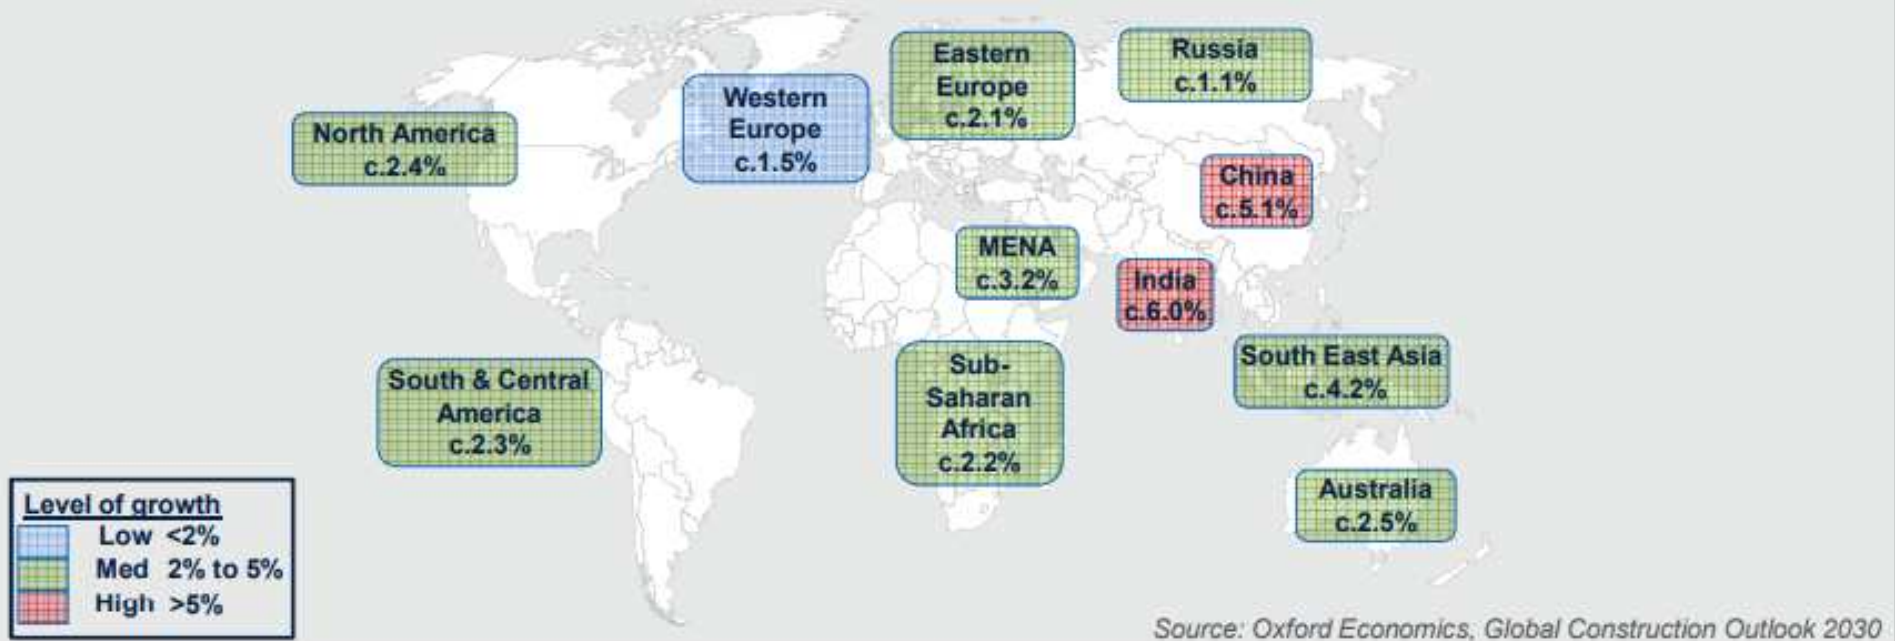 Eastern
Europe
c.2.1%
Russia
c.1.1%
Western
Europe
c.1.5%
North America
c.2.4%
China
c.5.1%
MENA
c.3.2%
India
c.6.0%
South East Asia
c.4.2%
South & Central
America
c.2.3%
Sub-
Saharan
Africa
c.2.2%
Australia
c.2.5%
Level of growth
Low <2%
Med 2% to 5%
High >5%
Source: Oxford Economics, Global Construction Outlook 2030